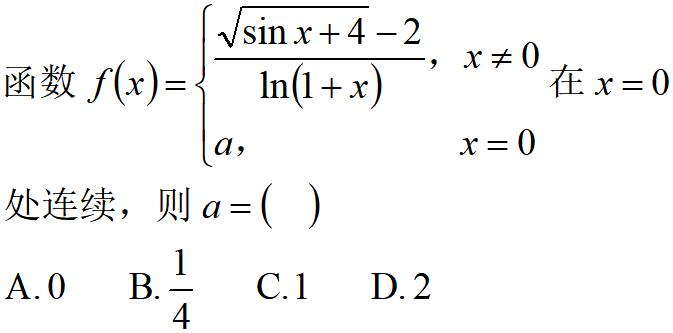 函数 f(x)={ (√(sin x+4) −2)/ln(1+x)，x≠0
a，x=0 在 x=0
处连续，则 a=( )
A. 0 B. 1/4 C. 1 D. 2